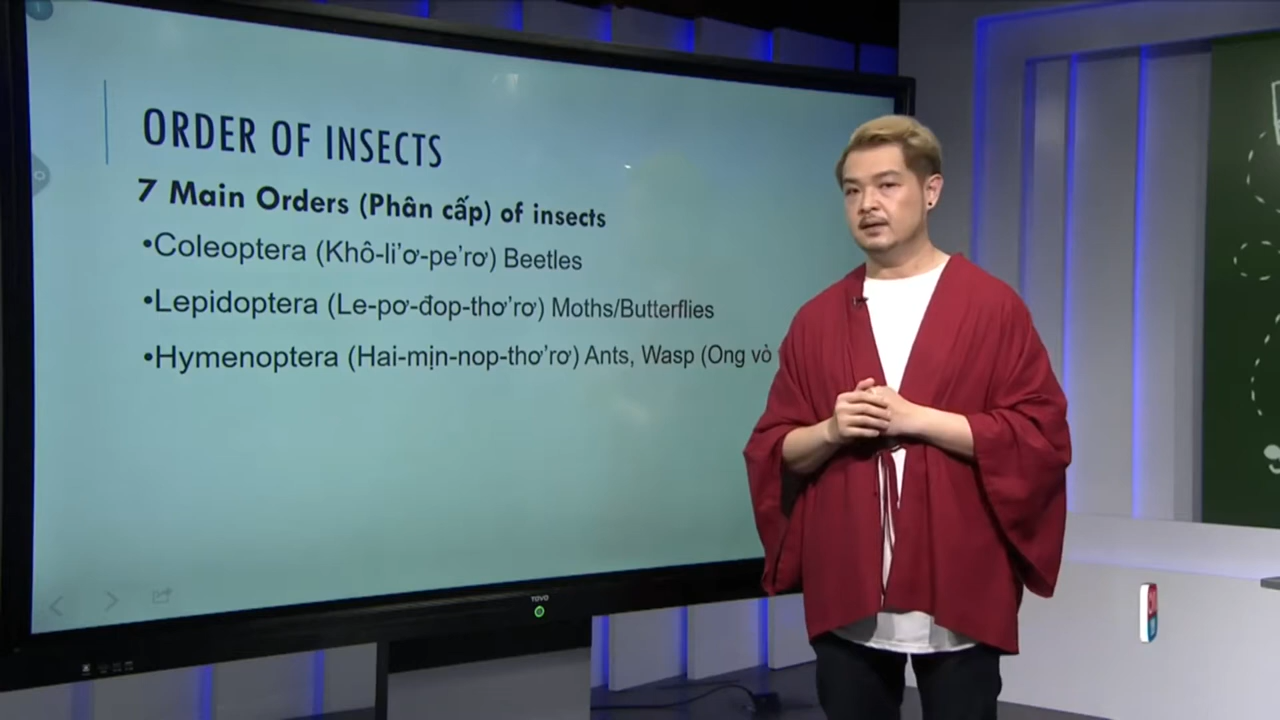 ORDER OF INSECTS
7 Main Orders (Phân cấp) of insects
•Coleoptera (Khô-li’ơ-pe’rơ) Beetles
•Lepidoptera (Le-pơ-đop-thơ’rơ) Moths/Butterflies
•Hymenoptera (Hai-mịn-nop-thơ’rơ) Ants, Wasp (Ong vò
TOVO